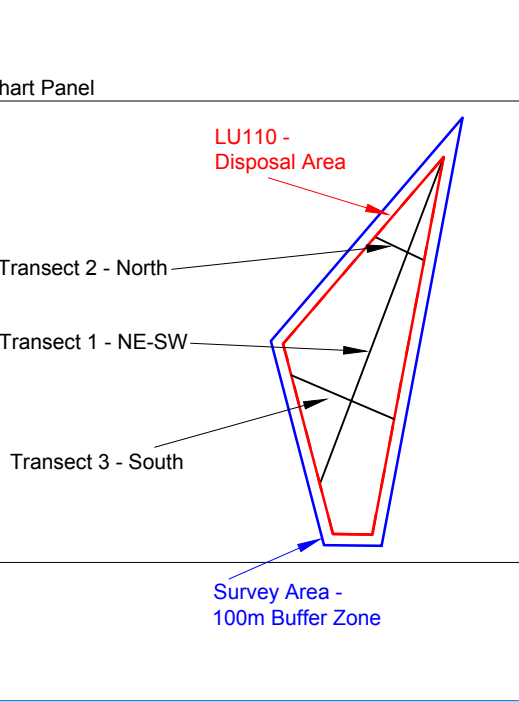 hart Panel
LU110 -
Disposal Area
Transect 2 - North
Transect 1 - NE-SW
Transect 3 - South
Survey Area -
100m Buffer Zone